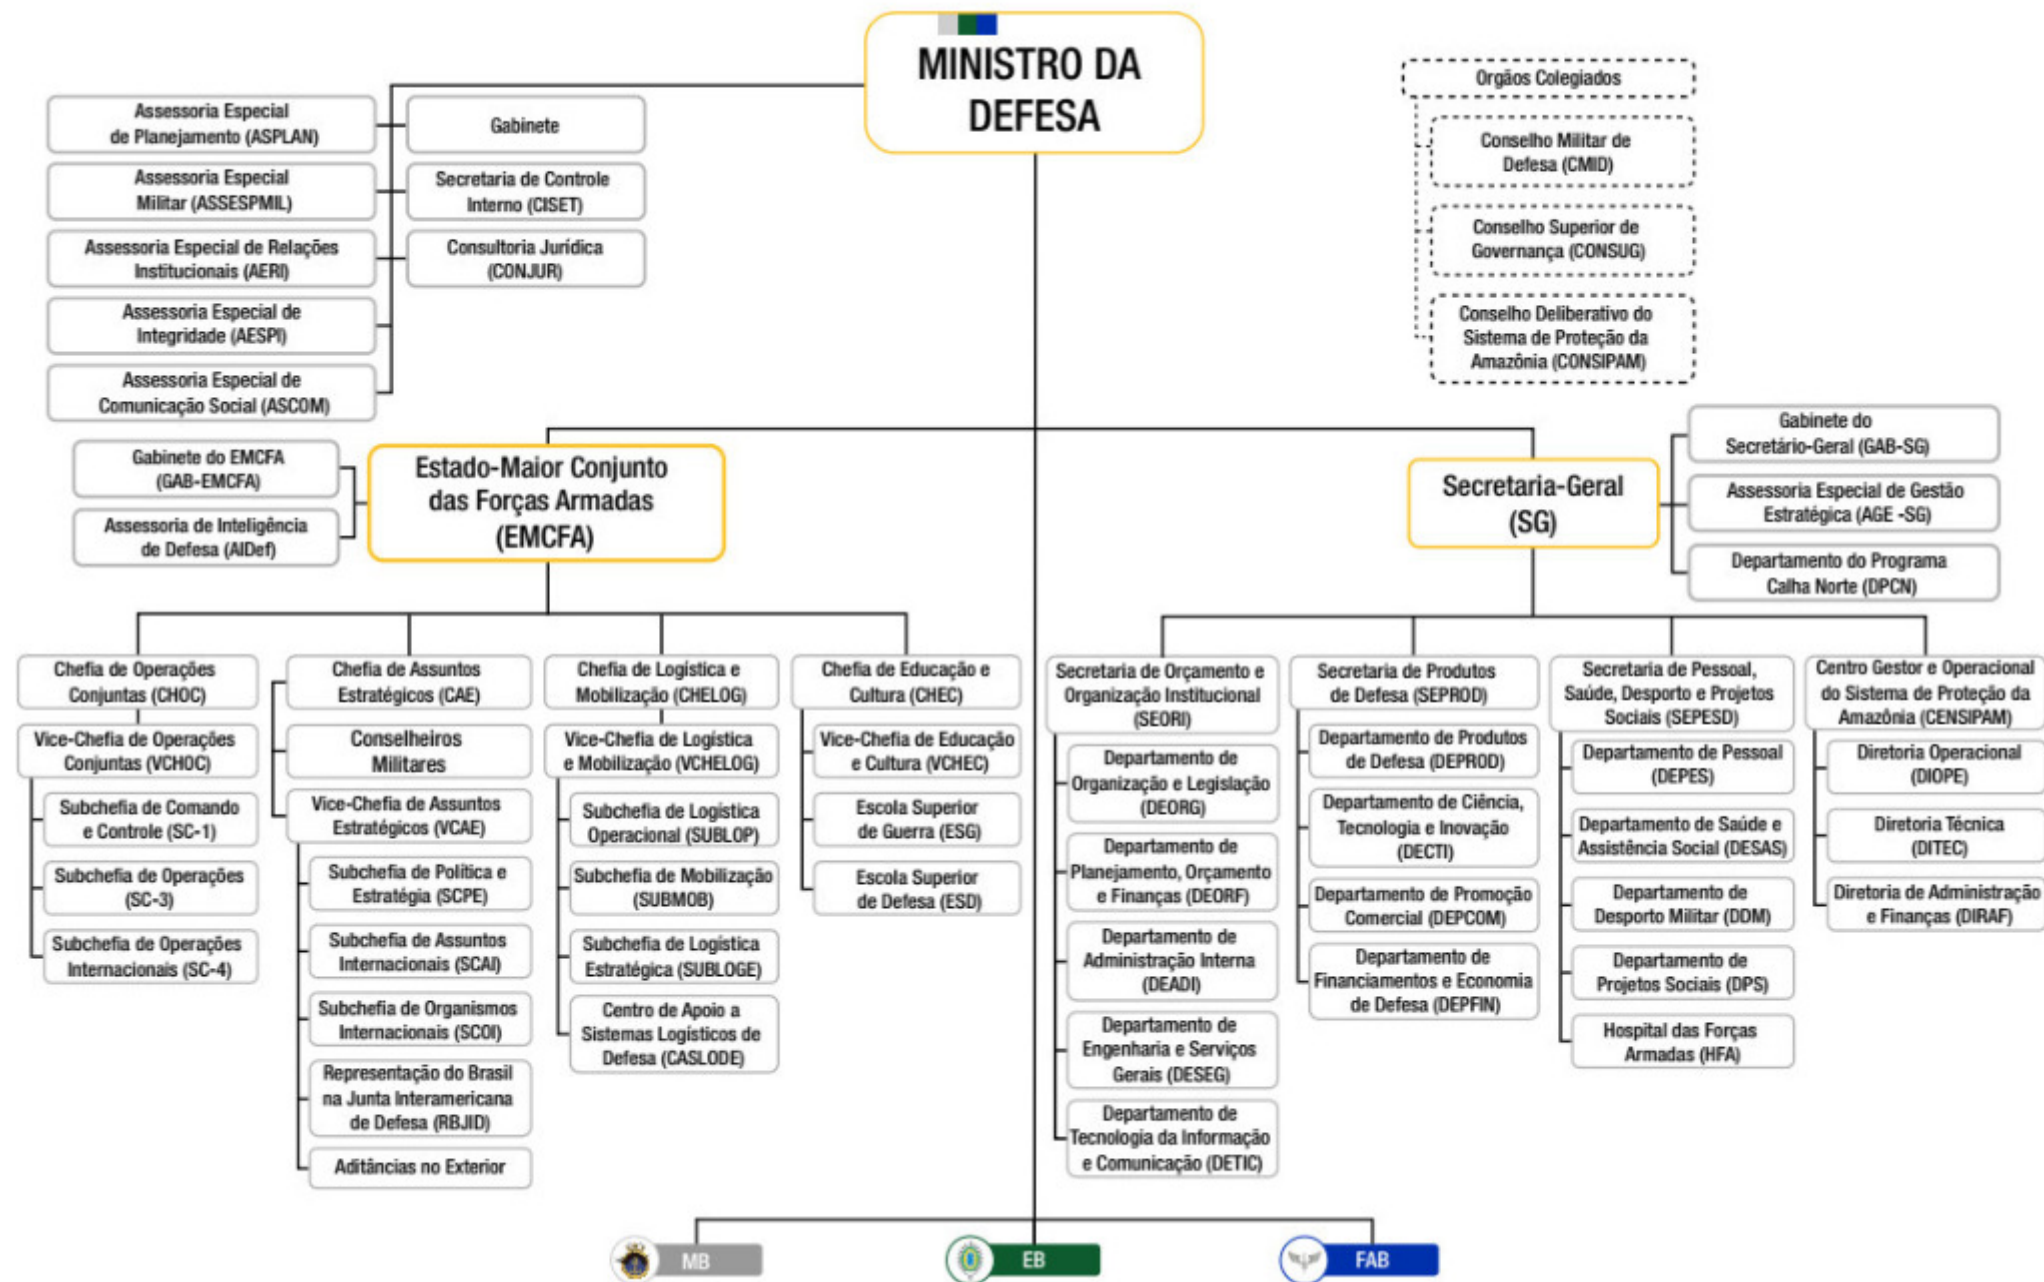 MINISTRO DA
DEFESA
Assessoria Especial
de Planejamento (ASPLAN)
Gabinete
Assessoria Especial
Militar (ASSESPMIL)
Secretaria de Controle
Interno (CISET)
Assessoria Especial de Relações
Institucionais (AERI)
Consultoria Jurídica
(CONJUR)
Assessoria Especial de
Integridade (AESPI)
Assessoria Especial de
Comunicação Social (ASCOM)
Orgãos Colegiados
Conselho Militar de
Defesa (CMID)
Conselho Superior de
Governança (CONSUG)
Conselho Deliberativo do
Sistema de Proteção da
Amazônia (CONSIPAM)
Gabinete do EMCFA
(GAB-EMCFA)
Assessoria de Inteligência
de Defesa (AIDef)
Estado-Maior Conjunto
das Forças Armadas
(EMCFA)
Secretaria-Geral
(SG)
Gabinete do
Secretário-Geral (GAB-SG)
Assessoria Especial de Gestão
Estratégica (AGE -SG)
Departamento do Programa
Calha Norte (DPCN)
Chefia de Operações
Conjuntas (CHOC)
Vice-Chefia de Operações
Conjuntas (VCHOC)
Subchefia de Comando
e Controle (SC-1)
Subchefia de Operações
(SC-3)
Subchefia de Operações
Internacionais (SC-4)
Chefia de Assuntos
Estratégicos (CAE)
Conselheiros
Militares
Vice-Chefia de Assuntos
Estratégicos (VCAE)
Subchefia de Política e
Estratégia (SCPE)
Subchefia de Assuntos
Internacionais (SCAI)
Subchefia de Organismos
Internacionais (SCOI)
Representação do Brasil
na Junta Interamericana
de Defesa (RBJID)
Aditâncias no Exterior
Chefia de Logística e
Mobilização (CHELOG)
Vice-Chefia de Logística
e Mobilização (VCHELOG)
Subchefia de Logística
Operacional (SUBLOP)
Subchefia de Mobilização
(SUBMOB)
Subchefia de Logística
Estratégica (SUBLOGE)
Centro de Apoio a
Sistemas Logísticos de
Defesa (CASLODE)
Chefia de Educação e
Cultura (CHEC)
Vice-Chefia de Educação
e Cultura (VCHEC)
Escola Superior
de Guerra (ESG)
Escola Superior
de Defesa (ESD)
Secretaria de Orçamento e
Organização Institucional
(SEORI)
Departamento de
Organização e Legislação
(DEORG)
Departamento de
Planejamento, Orçamento
e Finanças (DEORF)
Departamento de
Administração Interna
(DEADI)
Departamento de
Engenharia e Serviços
Gerais (DESEG)
Departamento de
Tecnologia da Informação
e Comunicação (DETIC)
Secretaria de Produtos
de Defesa (SEPROD)
Departamento de Produtos
de Defesa (DEPROD)
Departamento de Ciência,
Tecnologia e Inovação
(DECTI)
Departamento de Promoção
Comercial (DEPCOM)
Departamento de
Financiamentos e Economia
de Defesa (DEPFIN)
Secretaria de Pessoal,
Saúde, Desporto e Projetos
Sociais (SEPESD)
Departamento de Pessoal
(DEPES)
Departamento de Saúde e
Assistência Social (DESAS)
Departamento de
Desporto Militar (DDM)
Departamento de
Projetos Sociais (DPS)
Hospital das Forças
Armadas (HFA)
Centro Gestor e Operacional
do Sistema de Proteção da
Amazônia (CENSIPAM)
Diretoria Operacional
(DIOPE)
Diretoria Técnica
(DITEC)
Diretoria de Administração
e Finanças (DIRAF)
MB
EB
FAB